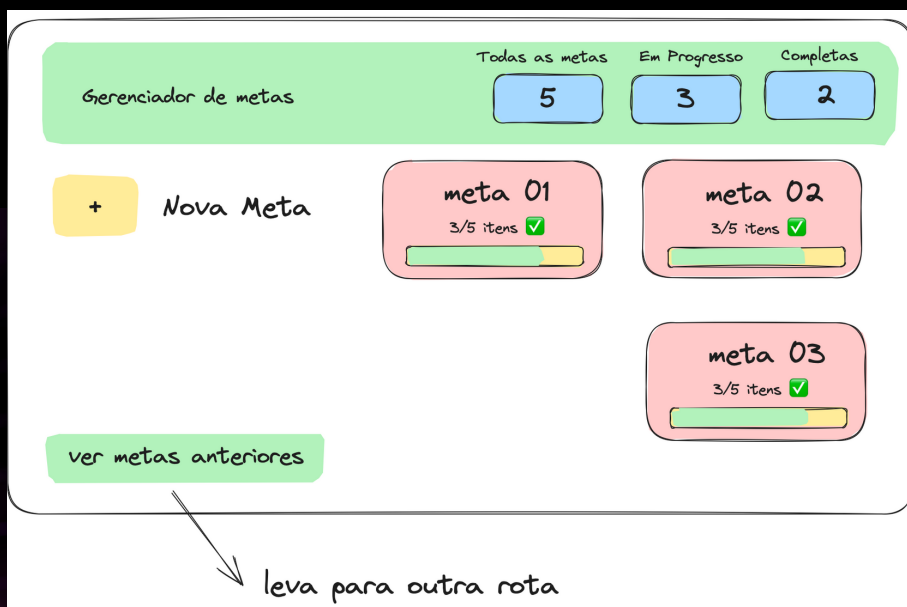 Todas as metas
Em Progresso
Completas
Gerenciador de metas
5
3
2
+
Nova Meta
meta 01
3/5 itens ✅
meta 02
3/5 itens ✅
meta 03
3/5 itens ✅
ver metas anteriores
leva para outra rota